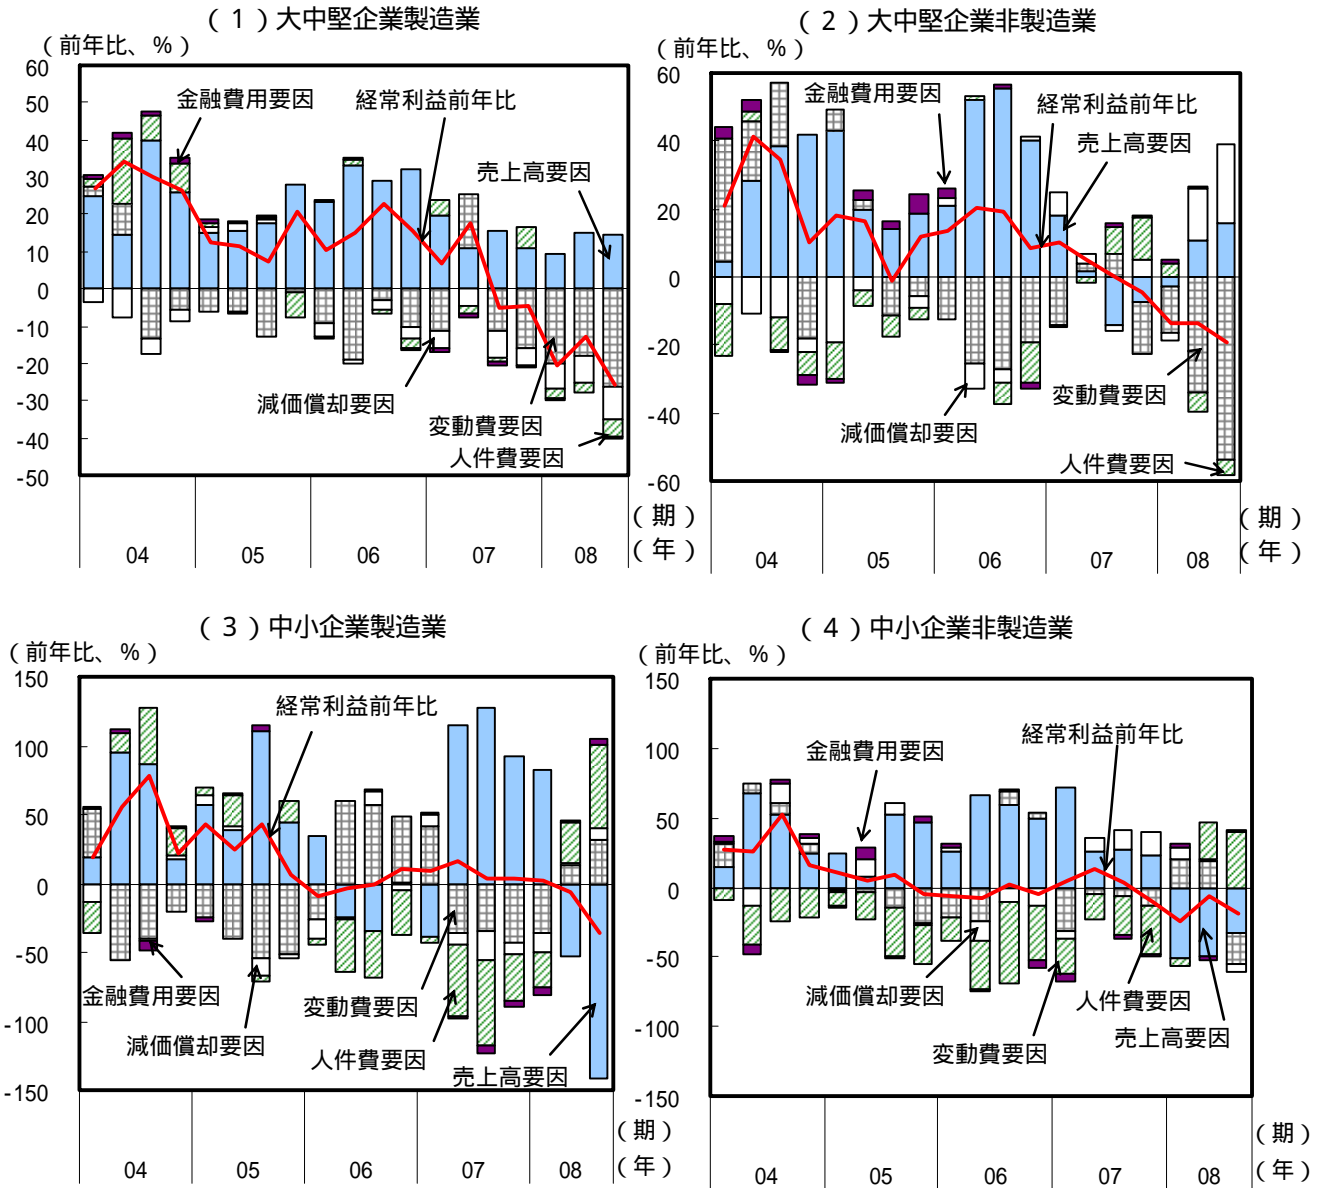 （１）大中堅企業製造業
（前年比、％）
60
50
40
30
20
10
0
-10
-20
-30
-40
-50
金融費用要因
経常利益前年比
売上高要因
減価償却要因
変動費要因
人件費要因
（期）
04 05 06 07 08
（年）
（２）大中堅企業非製造業
（前年比、％）
60
40
20
0
-20
-40
-60
金融費用要因
経常利益前年比
売上高要因
変動費要因
減価償却要因
人件費要因
（期）
04 05 06 07 08
（年）
（３）中小企業製造業
（前年比、％）
150
100
50
0
-50
-100
-150
経常利益前年比
金融費用要因
減価償却要因
変動費要因
人件費要因
売上高要因
（期）
04 05 06 07 08
（年）
（４）中小企業非製造業
（前年比、％）
150
100
50
0
-50
-100
-150
経常利益前年比
金融費用要因
減価償却要因
人件費要因
売上高要因
変動費要因
（期）
04 05 06 07 08
（年）